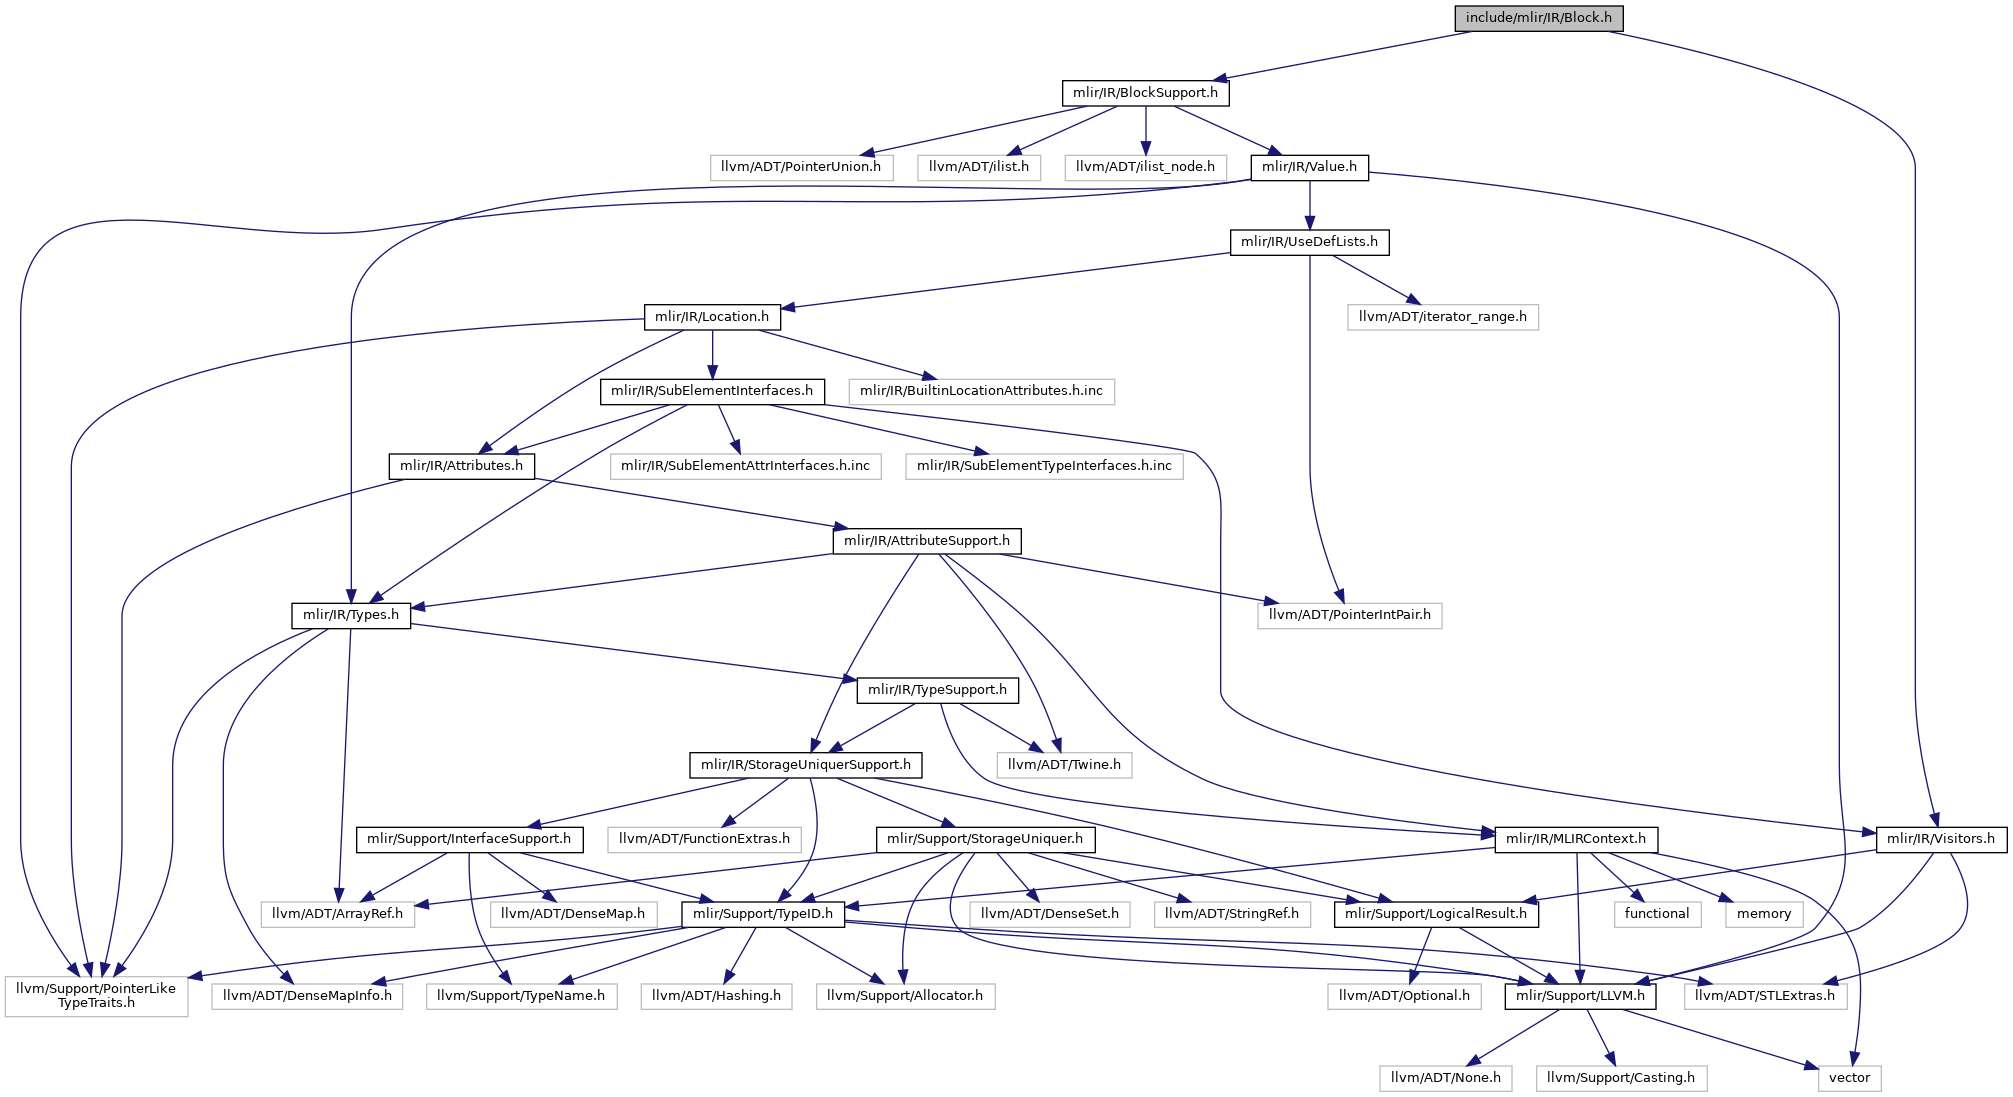 include/mlir/IR/Block.h
mlir/IR/BlockSupport.h
llvm/ADT/PointerUnion.h
llvm/ADT/ilist.h
llvm/ADT/ilist_node.h
mlir/IR/Value.h
mlir/IR/UseDefLists.h
mlir/IR/Location.h
llvm/ADT/iterator_range.h
mlir/IR/SubElementInterfaces.h
mlir/IR/BuiltinLocationAttributes.h.inc
mlir/IR/Attributes.h
mlir/IR/SubElementAttrInterfaces.h.inc
mlir/IR/SubElementTypeInterfaces.h.inc
mlir/IR/AttributeSupport.h
mlir/IR/Types.h
llvm/ADT/PointerIntPair.h
mlir/IR/TypeSupport.h
mlir/IR/StorageUniquerSupport.h
llvm/ADT/Twine.h
mlir/Support/InterfaceSupport.h
llvm/ADT/FunctionExtras.h
mlir/Support/StorageUniquer.h
mlir/IR/MLIRContext.h
mlir/IR/Visitors.h
llvm/ADT/ArrayRef.h
llvm/ADT/DenseMap.h
mlir/Support/TypeID.h
llvm/ADT/DenseSet.h
llvm/ADT/StringRef.h
mlir/Support/LogicalResult.h
functional
memory
llvm/Support/PointerLike
TypeTraits.h
llvm/ADT/DenseMapInfo.h
llvm/Support/TypeName.h
llvm/ADT/Hashing.h
llvm/Support/Allocator.h
llvm/ADT/Optional.h
mlir/Support/LLVM.h
llvm/ADT/STLExtras.h
llvm/ADT/None.h
llvm/Support/Casting.h
vector